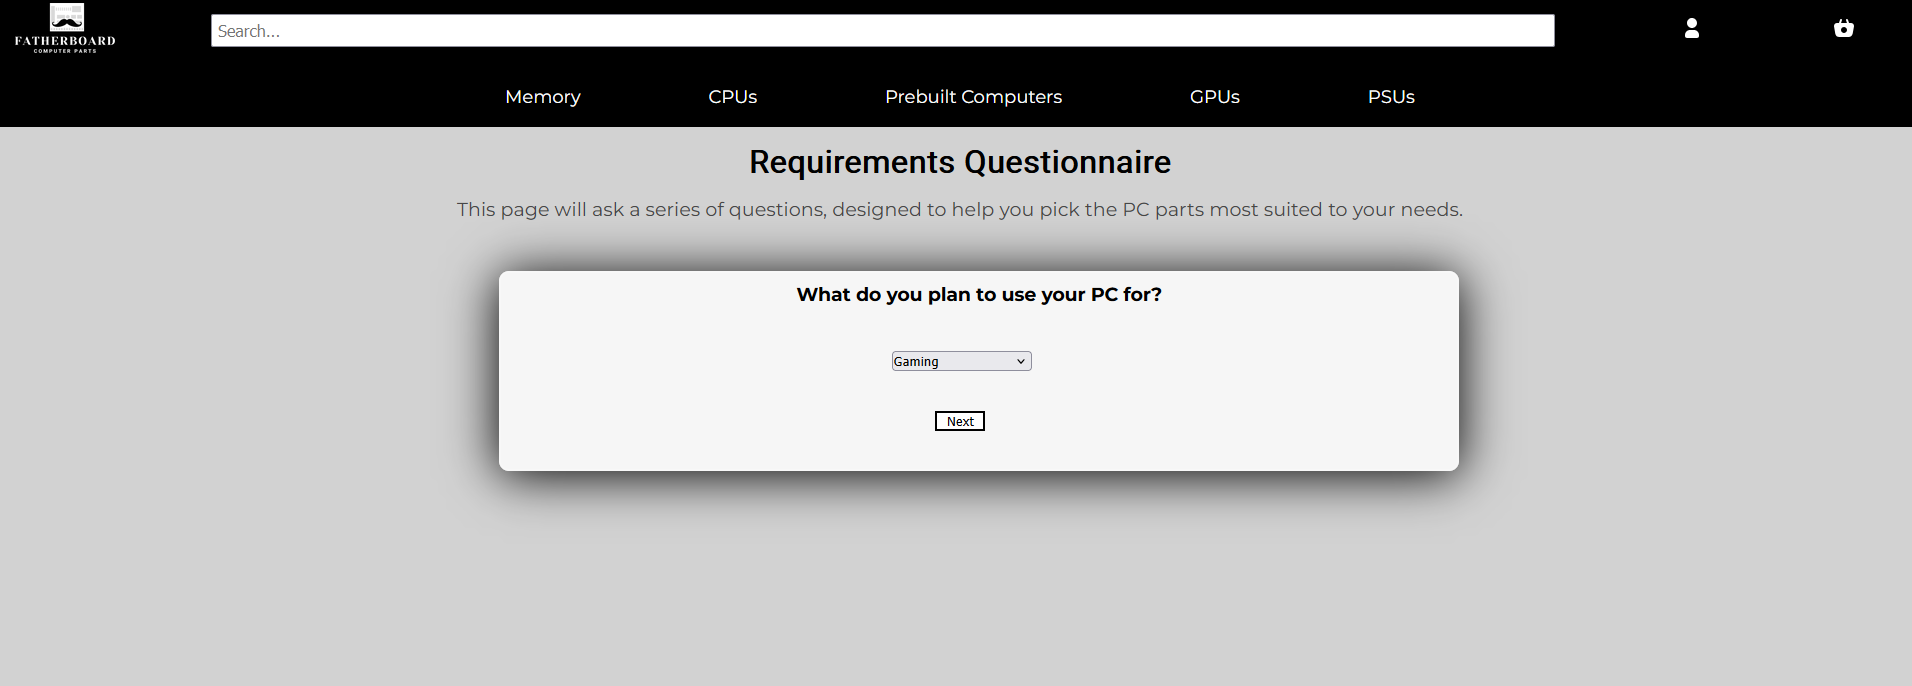 FATHERBOARD
COMPUTER PARTS
Search...
Memory CPUs Prebuilt Computers GPUs PSUs
Requirements Questionnaire
This page will ask a series of questions, designed to help you pick the PC parts most suited to your needs.
What do you plan to use your PC for?
Gaming
Next